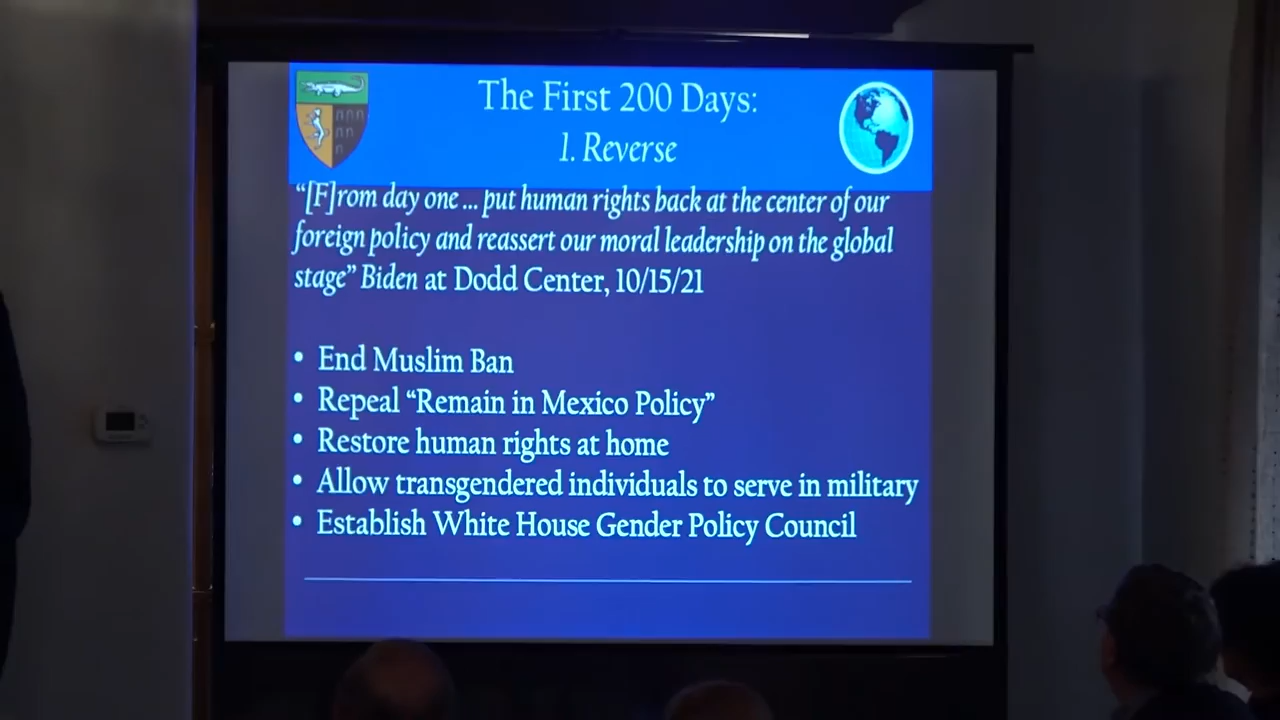 The First 200 Days:
1. Reverse
“[F]rom day one ... put human rights back at the center of our
foreign policy and reassert our moral leadership on the global
stage” Biden at Dodd Center, 10/15/21
• End Muslim Ban
• Repeal “Remain in Mexico Policy”
• Restore human rights at home
• Allow transgendered individuals to serve in military
• Establish White House Gender Policy Council